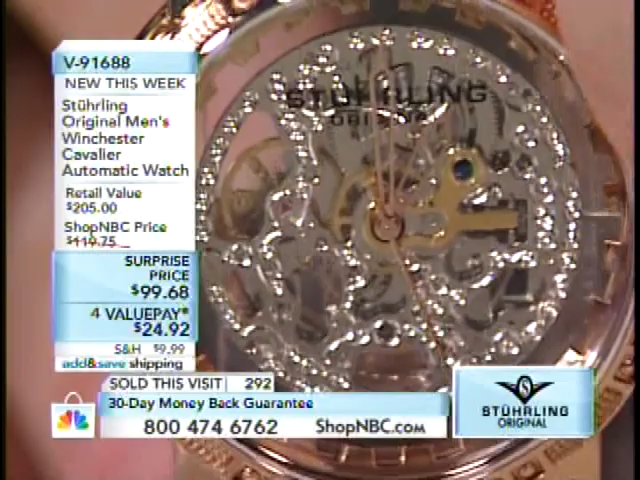 V-91688
NEW THIS WEEK
Stührling
Original Men's
Winchester
Cavalier
Automatic Watch
Retail Value
$205.00
ShopNBC Price
$119.75
SURPRISE
PRICE
$99.68
4 VALUEPAY®
$24.92
S&H $9.99
add&save shipping
SOLD THIS VISIT 292
30-Day Money Back Guarantee
800 474 6762 ShopNBC.com
STÜHRLING
ORIGINAL
STÜHRLING
ORIGINAL